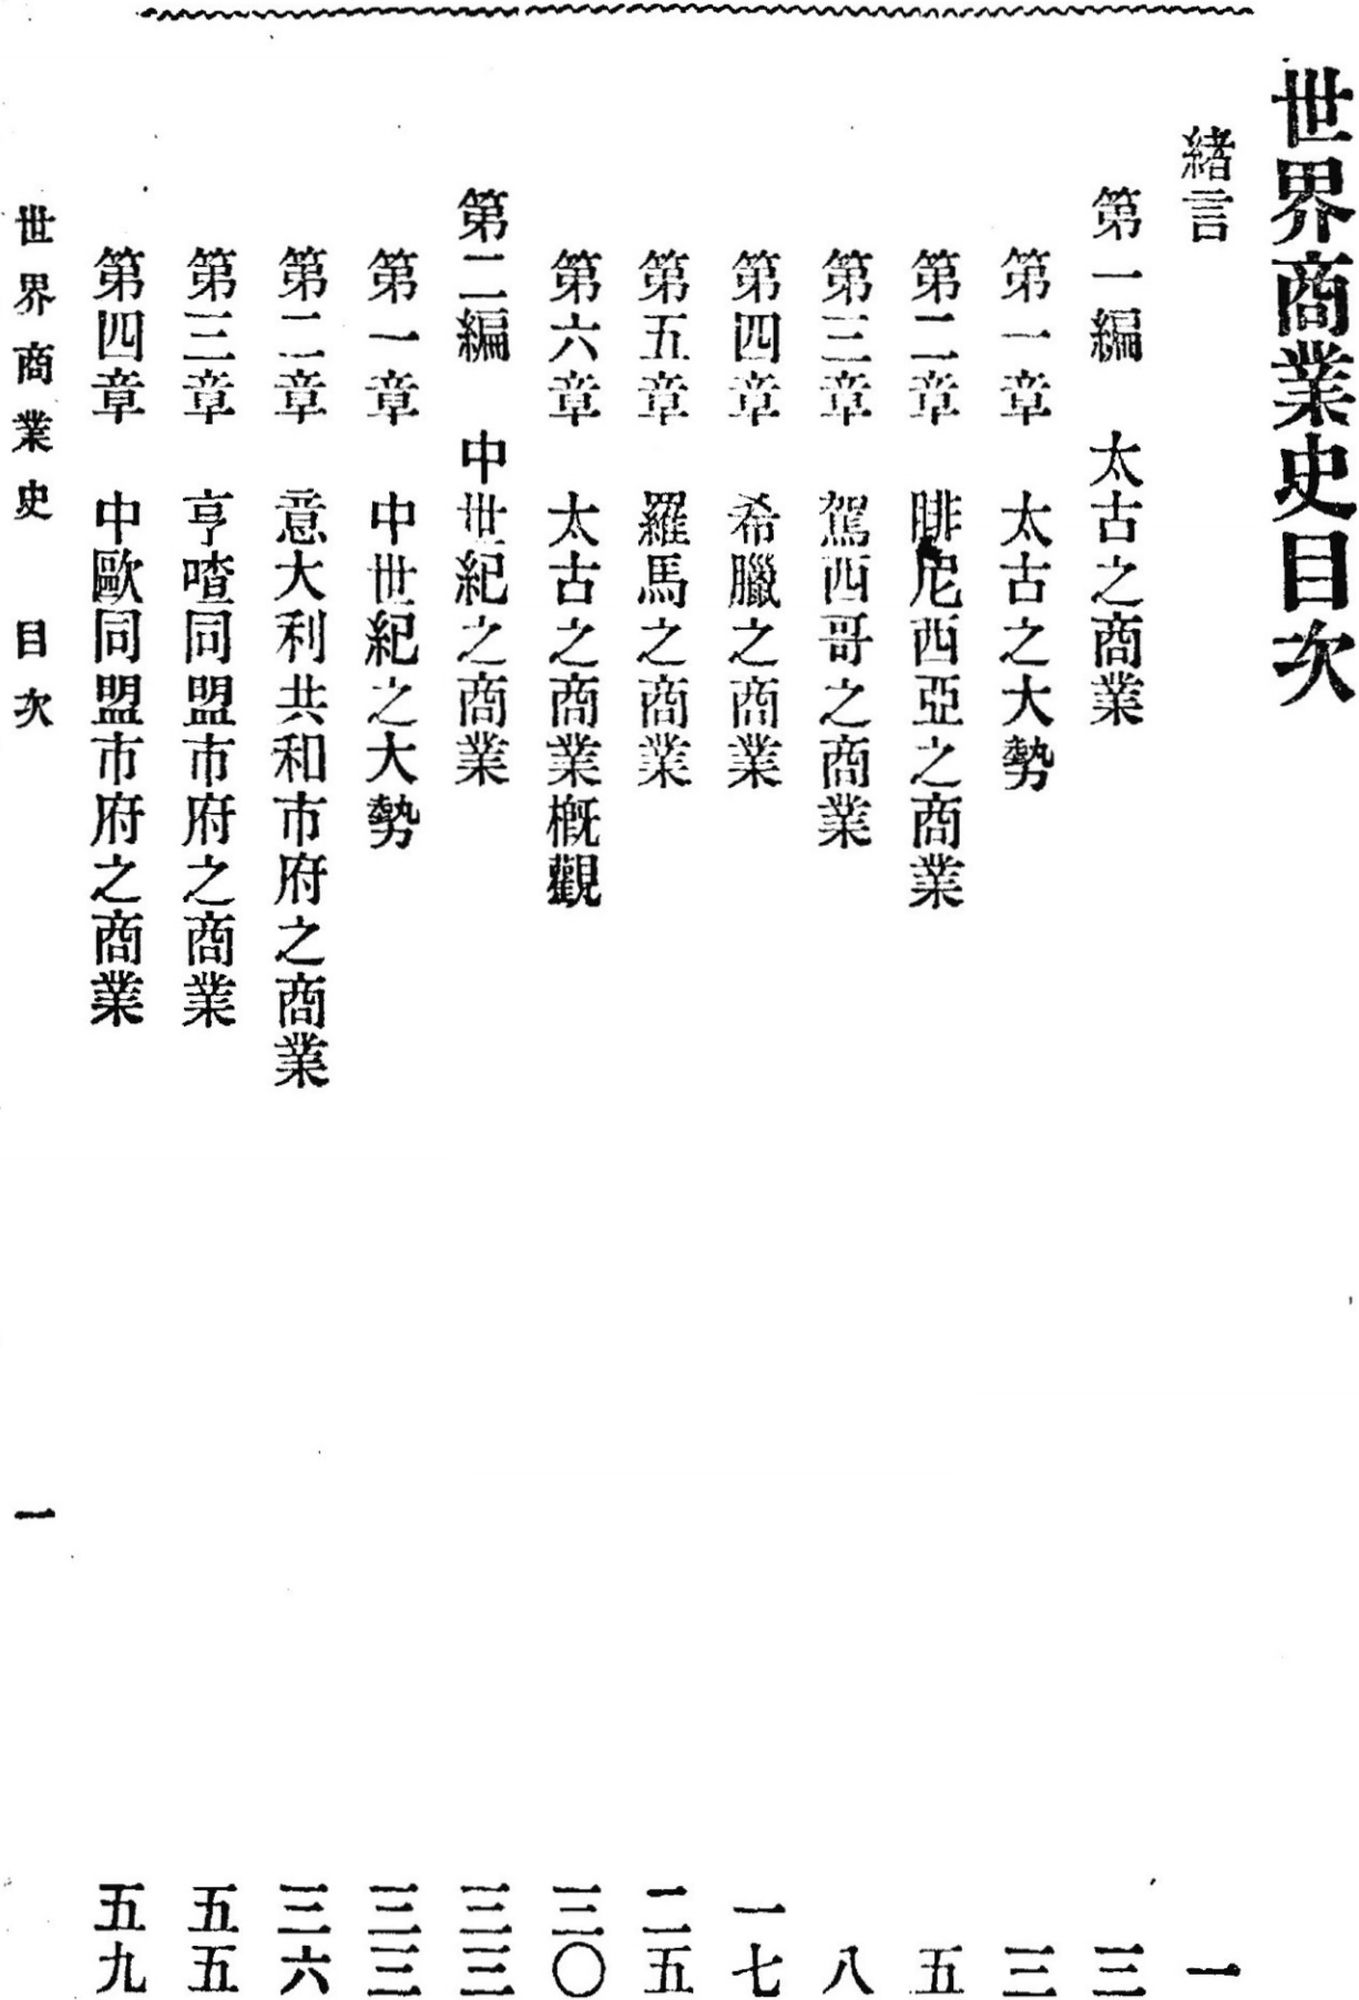 世界商業史目次
緒言 一
第一編 太古之商業 三
第一章 太古之大勢 三
第二章 腓尼西亞之商業 五
第三章 駕西哥之商業 八
第四章 希臘之商業 一七
第五章 羅馬之商業 二五
第六章 太古之商業槪觀 三〇
第二編 中世紀之商業 三三
第一章 中世紀之大勢 三三
第二章 意大利共和市府之商業 三六
第三章 亨喳同盟市府之商業 五五
第四章 中歐同盟市府之商業 五九
世界商業史 目次 一